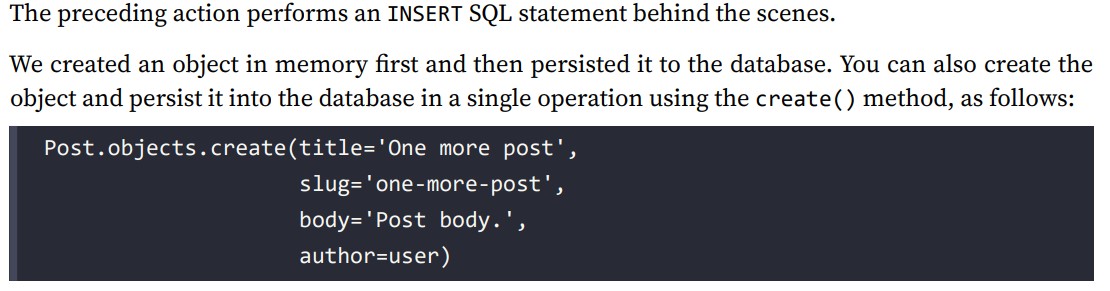 The preceding action performs an INSERT SQL statement behind the scenes.
We created an object in memory first and then persisted it to the database. You can also create the
object and persist it into the database in a single operation using the create() method, as follows:
Post.objects.create(title='One more post',
                    slug='one-more-post',
                    body='Post body.',
                    author=user)